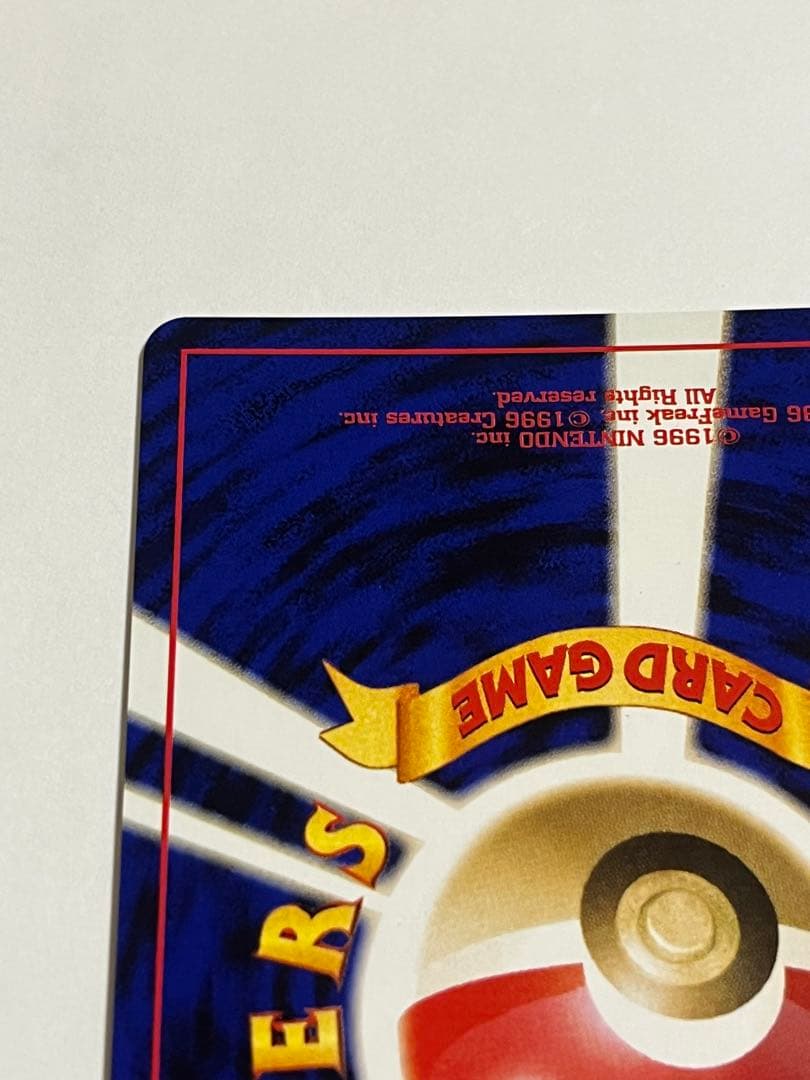 ERS
CARD GAME
©1996 NINTENDO inc.
96 GameFreak inc. ©1996 Creatures inc.
All Rights reserved.